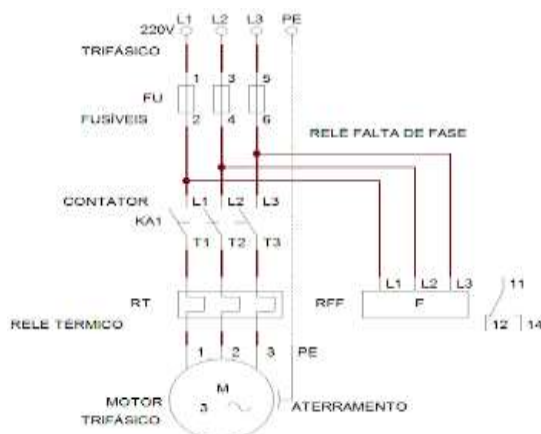 L1 L2 L3 PE
220V
TRIFÁSICO
1 3 5
FU
FUSÍVEIS 2 4 6
RELE FALTA DE FASE
CONTATOR L1 L2 L3
KA1
T1 T2 T3
L1 L2 L3 11
RT RFF F
12 14
RELE TÉRMICO
1 2 3 PE
M
MOTOR 3 ATERRAMENTO
TRIFÁSICO